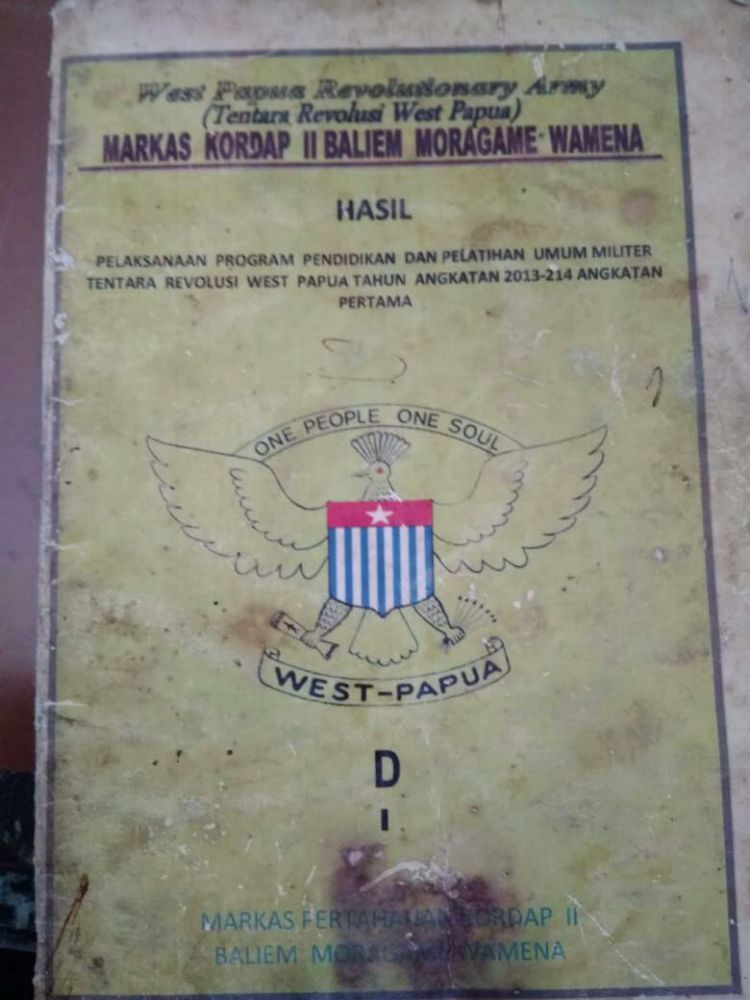 West Papua Revolutionary Army
(Tentara Revolusi West Papua)
MARKAS KORDAP II BALIEM MORAGAME WAMENA
HASIL
PELAKSANAAN PROGRAM PENDIDIKAN DAN PELATIHAN UMUM MILITER
TENTARA REVOLUSI WEST PAPUA TAHUN ANGKATAN 2013-214 ANGKATAN
PERTAMA
ONE PEOPLE ONE SOUL
WEST-PAPUA
D
I
MARKAS PERTAHANAN KORDAP II
BALIEM MORAGAME WAMENA